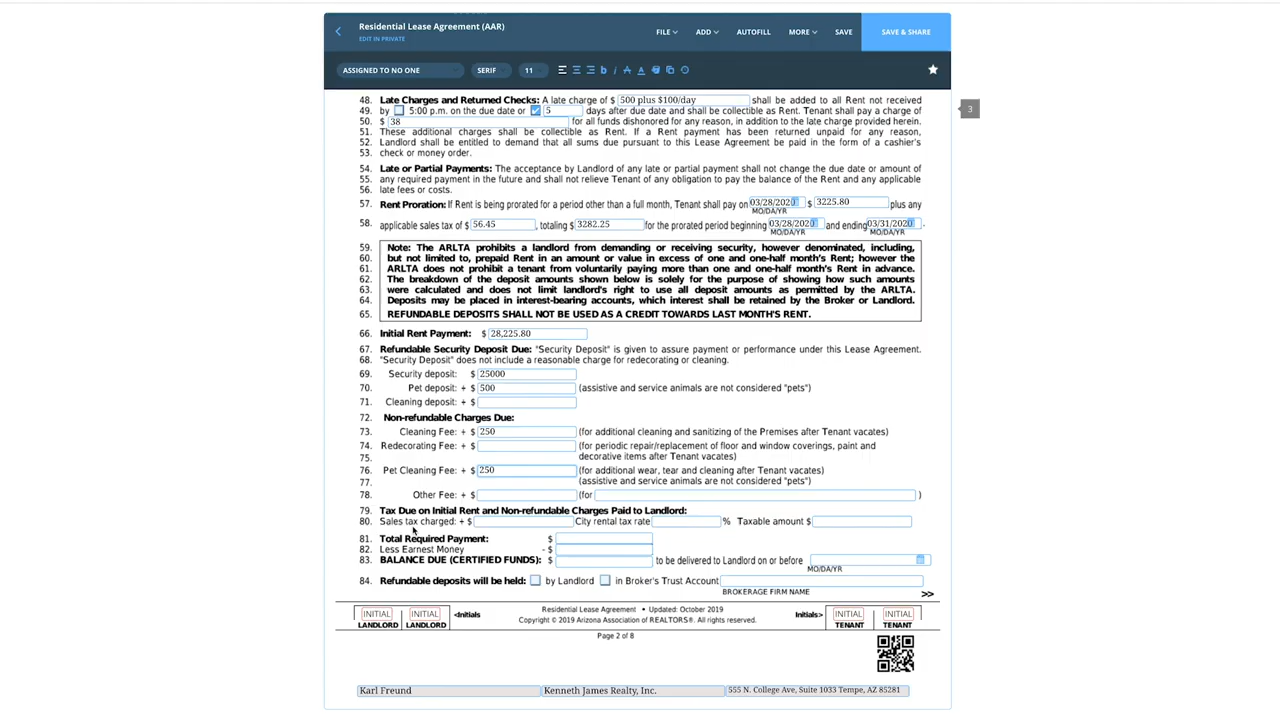 Residential Lease Agreement (AAR)
EDIT IN PRIVATE
FILE ADD AUTOFILL MORE SAVE SAVE & SHARE
ASSIGNED TO NO ONE SERIF 11 b i A A
3
48. Late Charges and Returned Checks: A late charge of $ 500 plus $100/day shall be added to all Rent not received
49. by 5:00 p.m. on the due date or 5 days after due date and shall be collectible as Rent. Tenant shall pay a charge of
50. $ 38 for all funds dishonored for any reason, in addition to the late charge provided herein.
51. These additional charges shall be collectible as Rent. If a Rent payment has been returned unpaid for any reason,
52. Landlord shall be entitled to demand that all sums due pursuant to this Lease Agreement be paid in the form of a cashier's
53. check or money order.
54. Late or Partial Payments: The acceptance by Landlord of any late or partial payment shall not change the due date or amount of
55. any required payment in the future and shall not relieve Tenant of any obligation to pay the balance of the Rent and any applicable
56. late fees or costs.
57. Rent Proration: If Rent is being prorated for a period other than a full month, Tenant shall pay on 03/28/2020 $ 3225.80 plus any
MO/DA/YR
58. applicable sales tax of $ 56.45 , totaling $ 3282.25 for the prorated period beginning 03/28/2020 and ending 03/31/2020 .
MO/DA/YR MO/DA/YR
59. Note: The ARLTA prohibits a landlord from demanding or receiving security, however denominated, including,
60. but not limited to, prepaid Rent in an amount or value in excess of one and one-half month's Rent; however the
61. ARLTA does not prohibit a tenant from voluntarily paying more than one and one-half month's Rent in advance.
62. The breakdown of the deposit amounts shown below is solely for the purpose of showing how such amounts
63. were calculated and does not limit landlord's right to use all deposit amounts as permitted by the ARLTA.
64. Deposits may be placed in interest-bearing accounts, which interest shall be retained by the Broker or Landlord.
65. REFUNDABLE DEPOSITS SHALL NOT BE USED AS A CREDIT TOWARDS LAST MONTH'S RENT.
66. Initial Rent Payment: $ 28,225.80
67. Refundable Security Deposit Due: "Security Deposit" is given to assure payment or performance under this Lease Agreement.
68. "Security Deposit" does not include a reasonable charge for redecorating or cleaning.
69. Security deposit: $ 25000
70. Pet deposit: + $ 500 (assistive and service animals are not considered "pets")
71. Cleaning deposit: + $
72. Non-refundable Charges Due:
73. Cleaning Fee: + $ 250 (for additional cleaning and sanitizing of the Premises after Tenant vacates)
74. Redecorating Fee: + $ (for periodic repair/replacement of floor and window coverings, paint and
75. decorative items after Tenant vacates)
76. Pet Cleaning Fee: + $ 250 (for additional wear, tear and cleaning after Tenant vacates)
77. (assistive and service animals are not considered "pets")
78. Other Fee: + $ (for )
79. Tax Due on Initial Rent and Non-refundable Charges Paid to Landlord:
80. Sales tax charged: + $ City rental tax rate % Taxable amount $
81. Total Required Payment: $
82. Less Earnest Money - $
83. BALANCE DUE (CERTIFIED FUNDS): $ to be delivered to Landlord on or before
MO/DA/YR
84. Refundable deposits will be held: by Landlord in Broker's Trust Account
BROKERAGE FIRM NAME >>
INITIAL INITIAL <Initials Residential Lease Agreement • Updated: October 2019 Initials> INITIAL INITIAL
LANDLORD LANDLORD Copyright © 2019 Arizona Association of REALTORS®. All rights reserved. TENANT TENANT
Page 2 of 8
Karl Freund Kenneth James Realty, Inc. 555 N. College Ave, Suite 1033 Tempe, AZ 85281